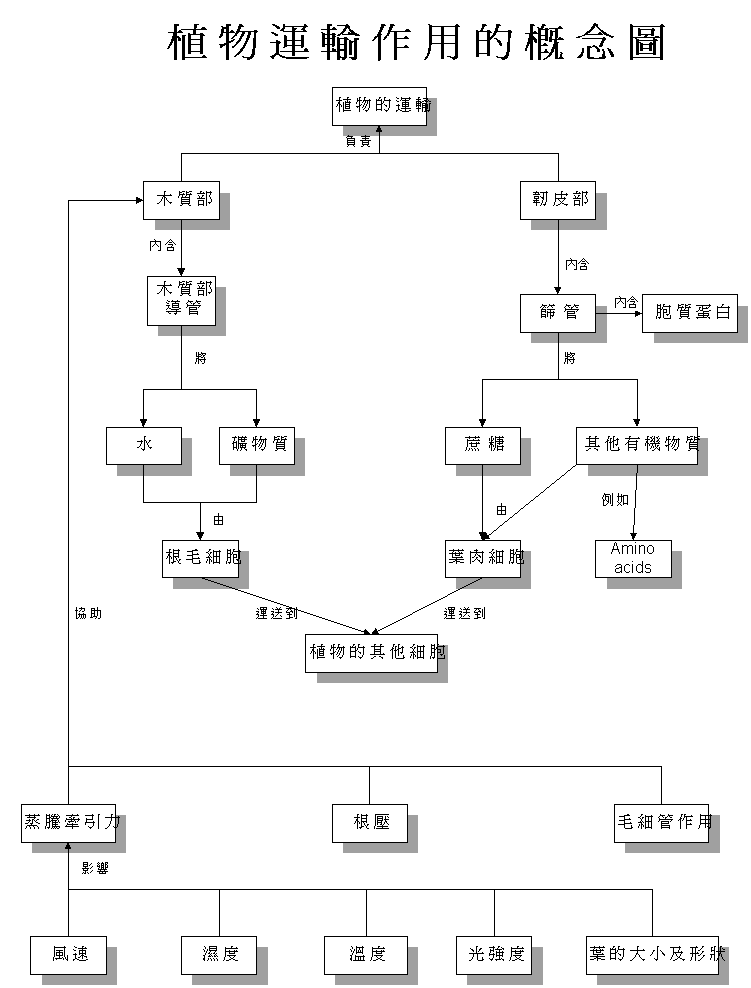 植物運輸作用的概念圖
植物的運輸
負責
木質部
韌皮部
內含
內含
木質部
導管
篩管
內含
胞質蛋白
將
將
水
礦物質
蔗糖
其他有機物質
由
由
例如
根毛細胞
葉肉細胞
Amino
acids
運送到
運送到
協助
植物的其他細胞
蒸騰牽引力
根壓
毛細管作用
影響
風速
濕度
溫度
光強度
葉的大小及形狀